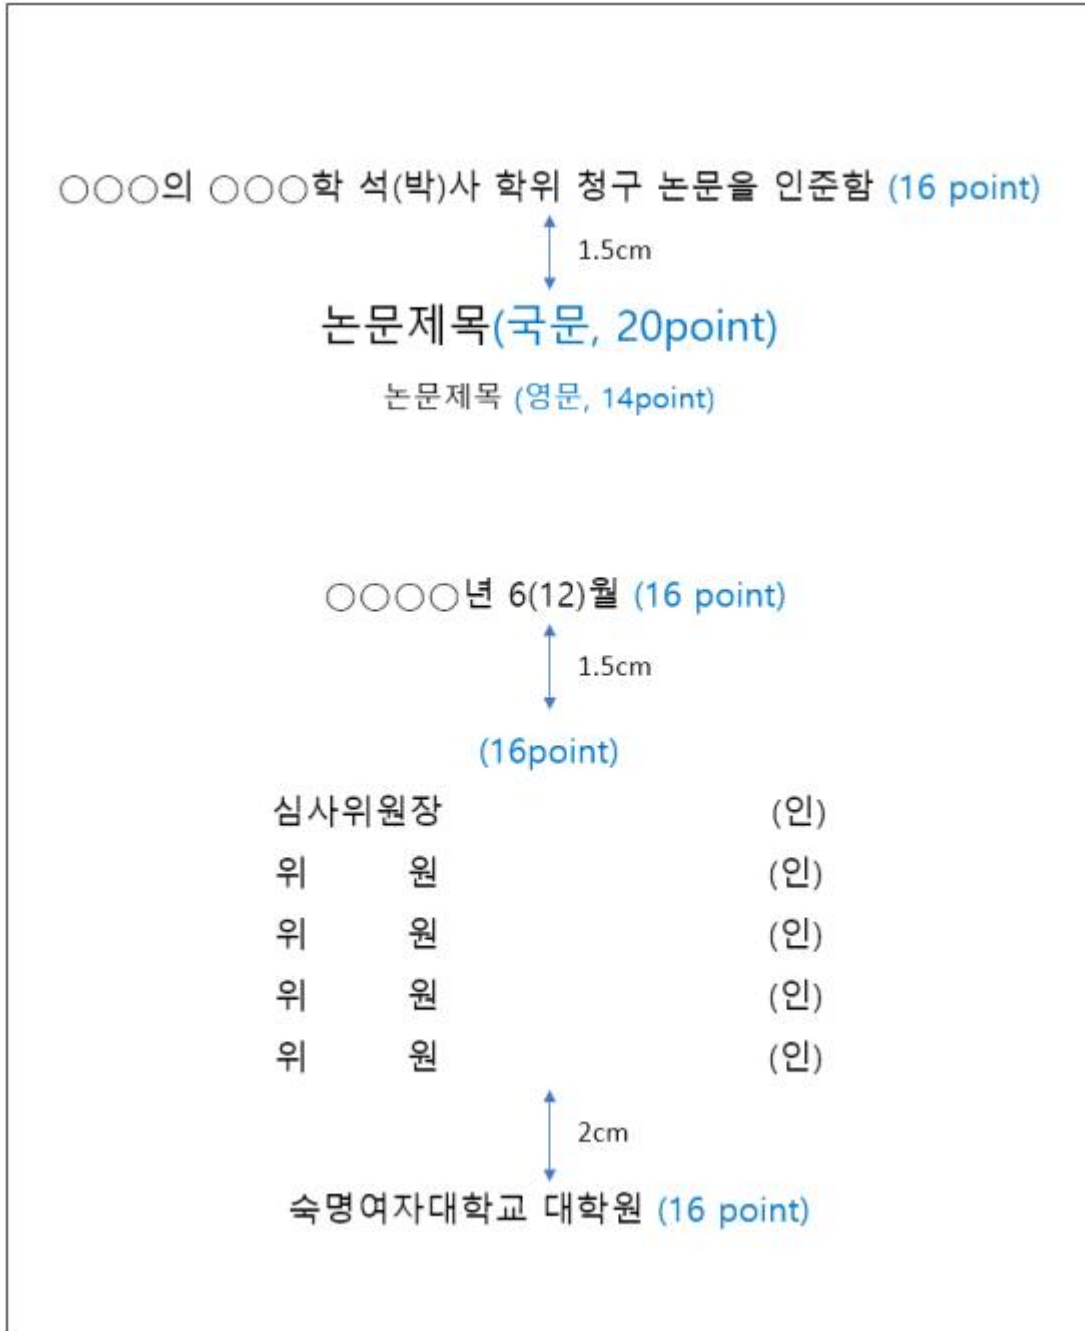 ○○○의 ○○○학 석(박)사 학위 청구 논문을 인준함 (16 point)
1.5cm
논문제목(국문, 20point)
논문제목 (영문, 14point)
○○○○년 6(12)월 (16 point)
1.5cm
(16point)
심사위원장 (인)
위 원 (인)
위 원 (인)
위 원 (인)
위 원 (인)
2cm
숙명여자대학교 대학원 (16 point)